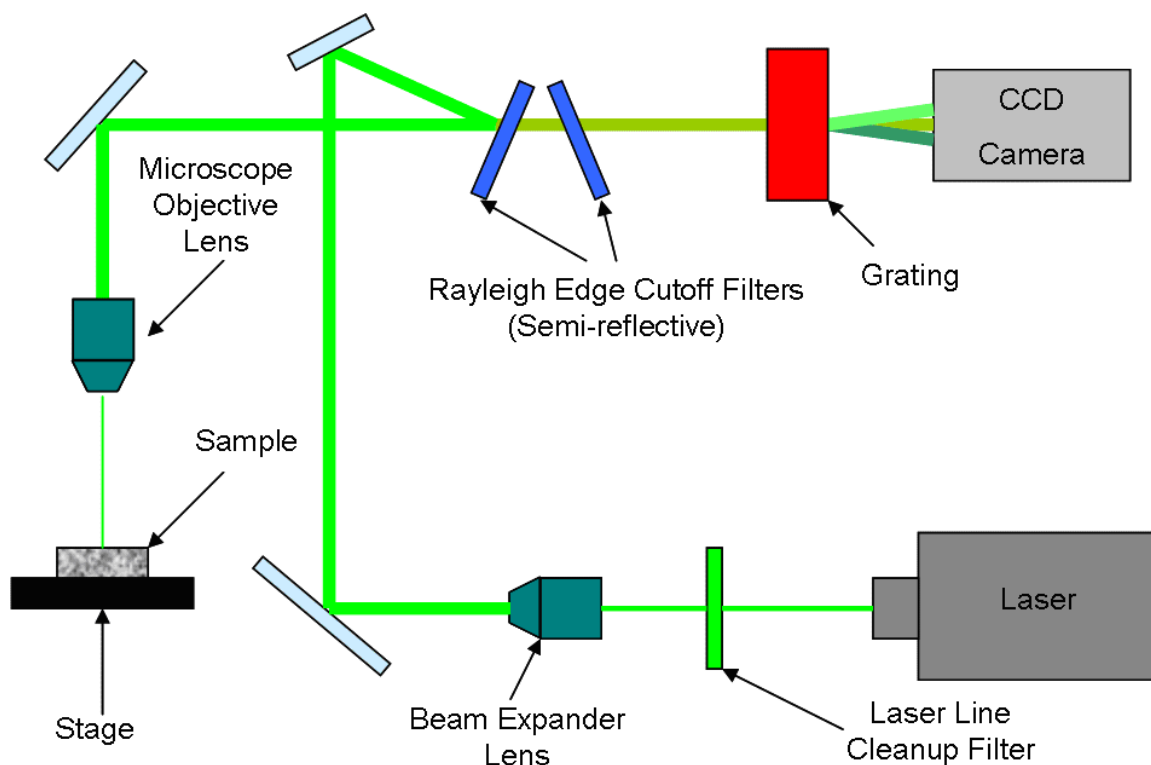 CCD
Camera
Microscope
Objective
Lens
Grating
Rayleigh Edge Cutoff Filters
(Semi-reflective)
Sample
Laser
Stage
Beam Expander
Lens
Laser Line
Cleanup Filter